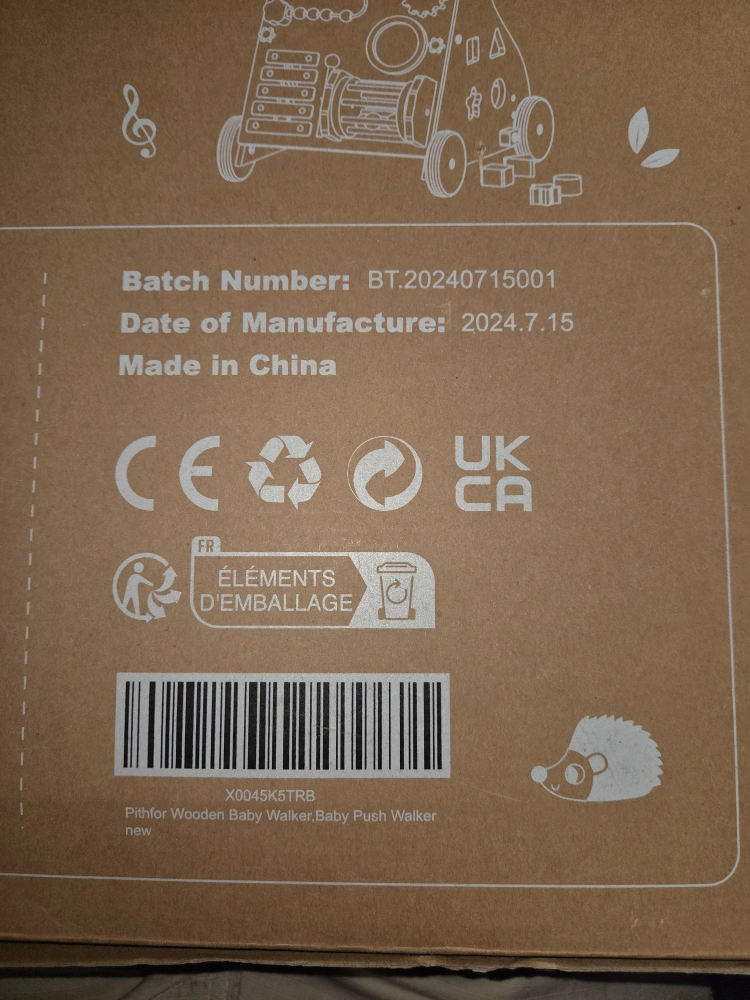 Batch Number: BT.20240715001
Date of Manufacture: 2024.7.15
Made in China
CE
UK
CA
FR
ÉLÉMENTS
D'EMBALLAGE
X0045K5TRB
Pithfor Wooden Baby Walker,Baby Push Walker
new